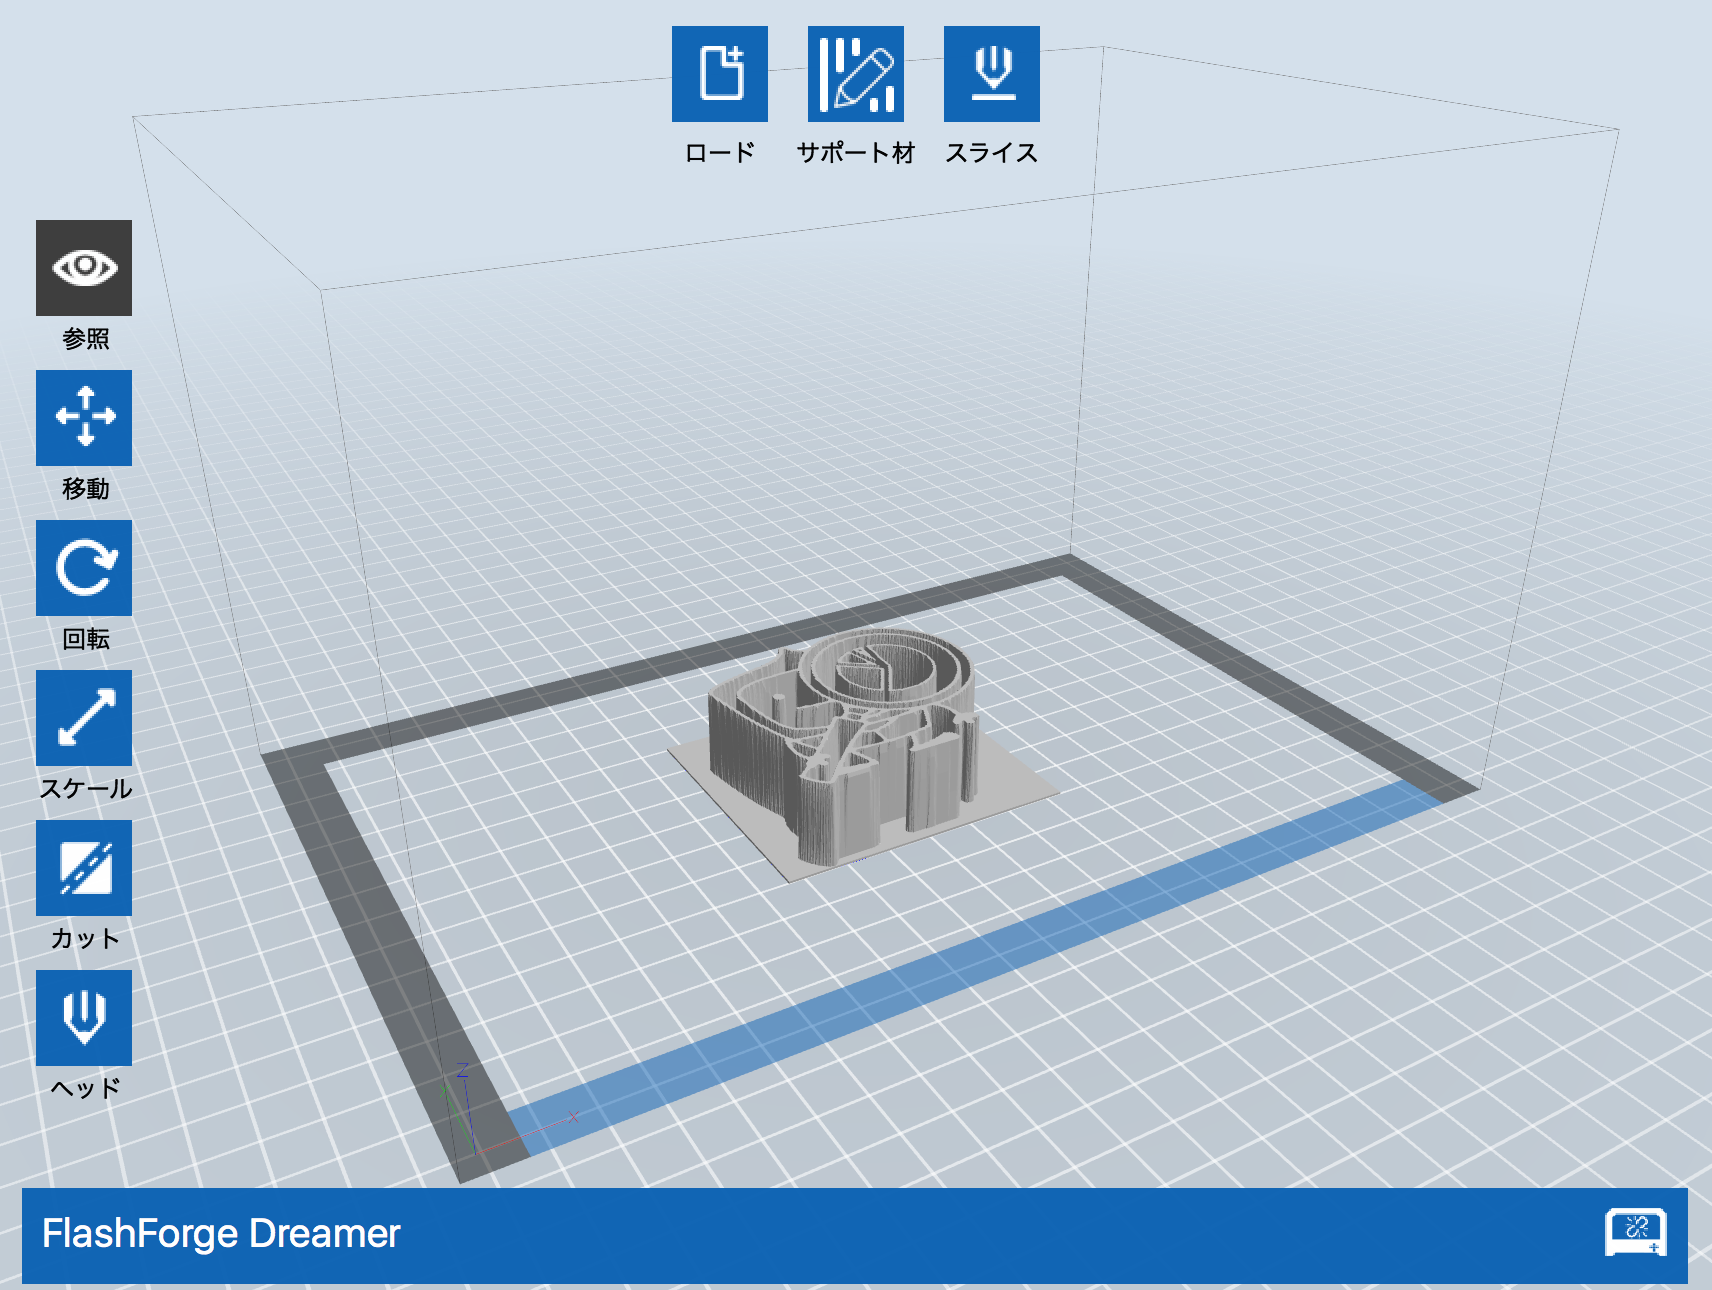 ロード
サポート材
スライス
参照
移動
回転
スケール
カット
ヘッド
Z
Y
X
FlashForge Dreamer